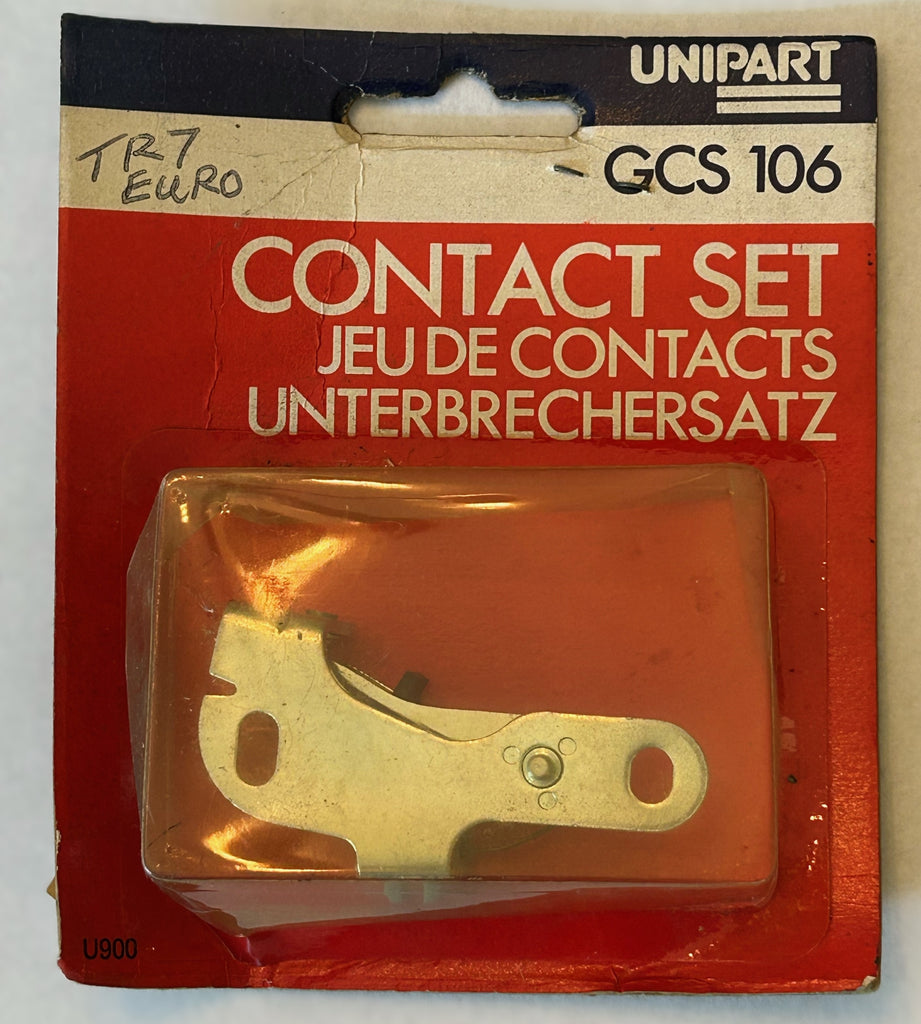 UNIPART
GCS 106
TR7
EURO
CONTACT SET
JEU DE CONTACTS
UNTERBRECHERSATZ
U900